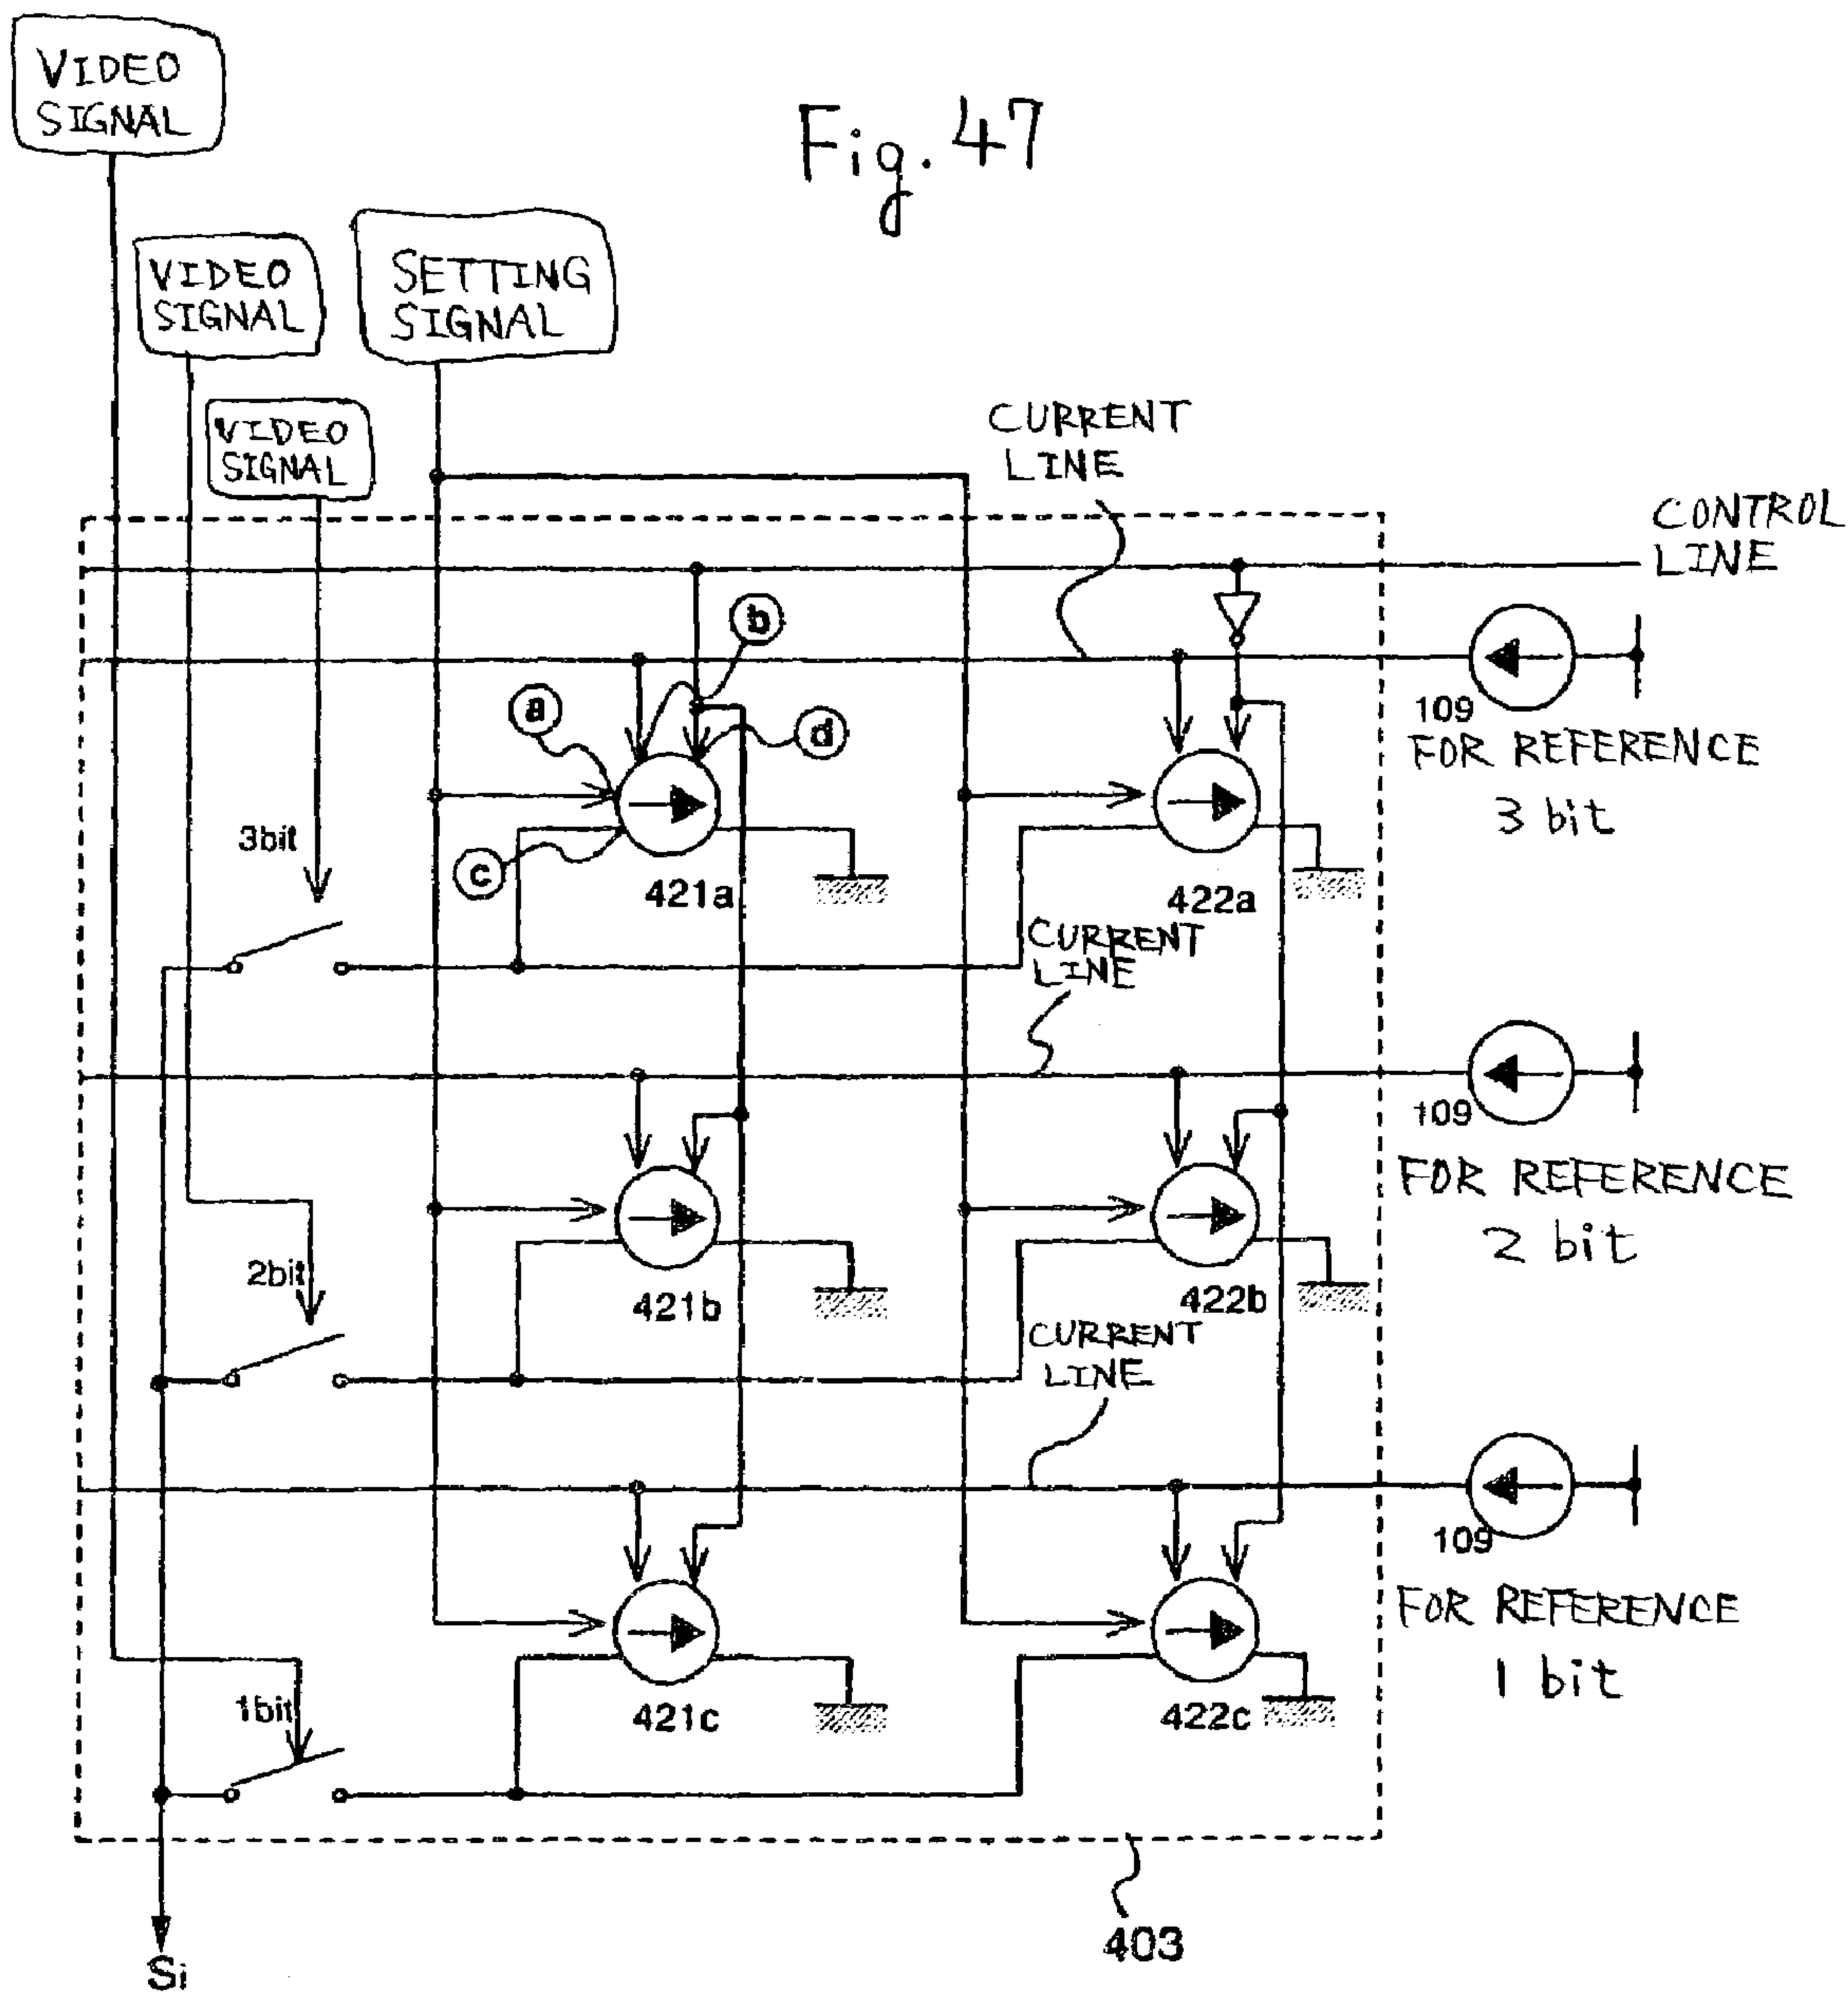 VIDEO
SIGNAL
Fig. 47
VIDEO
SIGNAL
SETTING
SIGNAL
VIDEO
SIGNAL
CURRENT
LINE
CONTROL
LINE
b
a
d
109
FOR REFERENCE
3 bit
3bit
c
421a
422a
CURRENT
LINE
109
FOR REFERENCE
2 bit
2bit
421b
422b
CURRENT
LINE
109
FOR REFERENCE
1 bit
1bit
421c
422c
403
Si